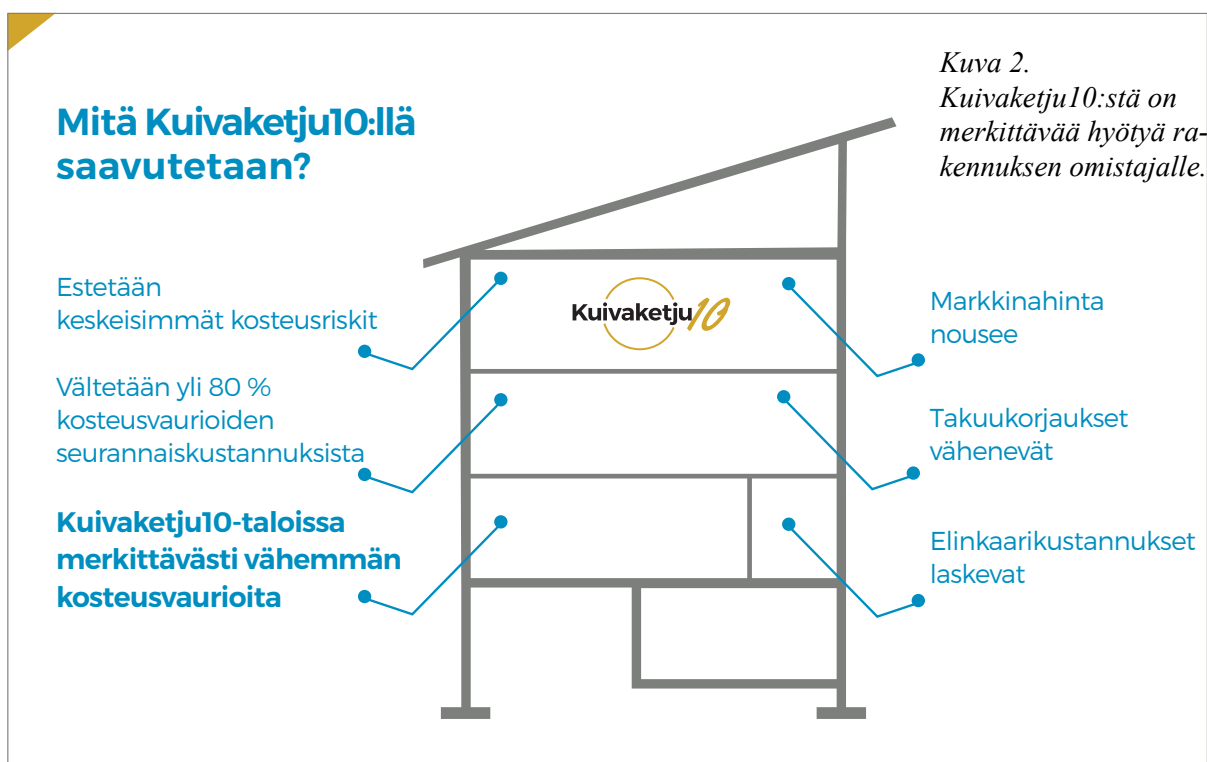 Mitä Kuivaketju10:llä
saavutetaan?
Kuva 2.
Kuivaketju10:stä on
merkittävää hyötyä ra-
kennuksen omistajalle.
Estetään
keskeisimmät kosteusriskit
Vältetään yli 80 %
kosteusvaurioiden
seurannaiskustannuksista
Kuivaketju10-taloissa
merkittävästi vähemmän
kosteusvaurioita
Kuivaketju10
Markkinahinta
nousee
Takuukorjaukset
vähenevät
Elinkaarikustannukset
laskevat